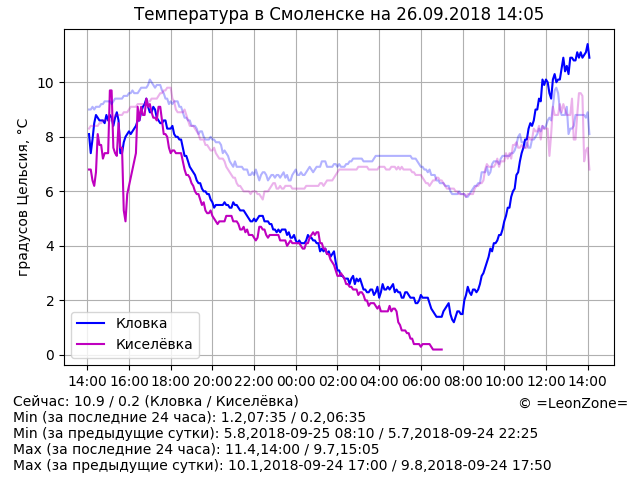 Температура в Смоленске на 26.09.2018 14:05
градусов Цельсия, °C
10
8
6
4
2
0
Кловка
Киселёвка
14:00 16:00 18:00 20:00 22:00 00:00 02:00 04:00 06:00 08:00 10:00 12:00 14:00
Сейчас: 10.9 / 0.2 (Кловка / Киселёвка)
© =LeonZone=
Min (за последние 24 часа): 1.2,07:35 / 0.2,06:35
Min (за предыдущие сутки): 5.8,2018-09-25 08:10 / 5.7,2018-09-24 22:25
Max (за последние 24 часа): 11.4,14:00 / 9.7,15:05
Max (за предыдущие сутки): 10.1,2018-09-24 17:00 / 9.8,2018-09-24 17:50